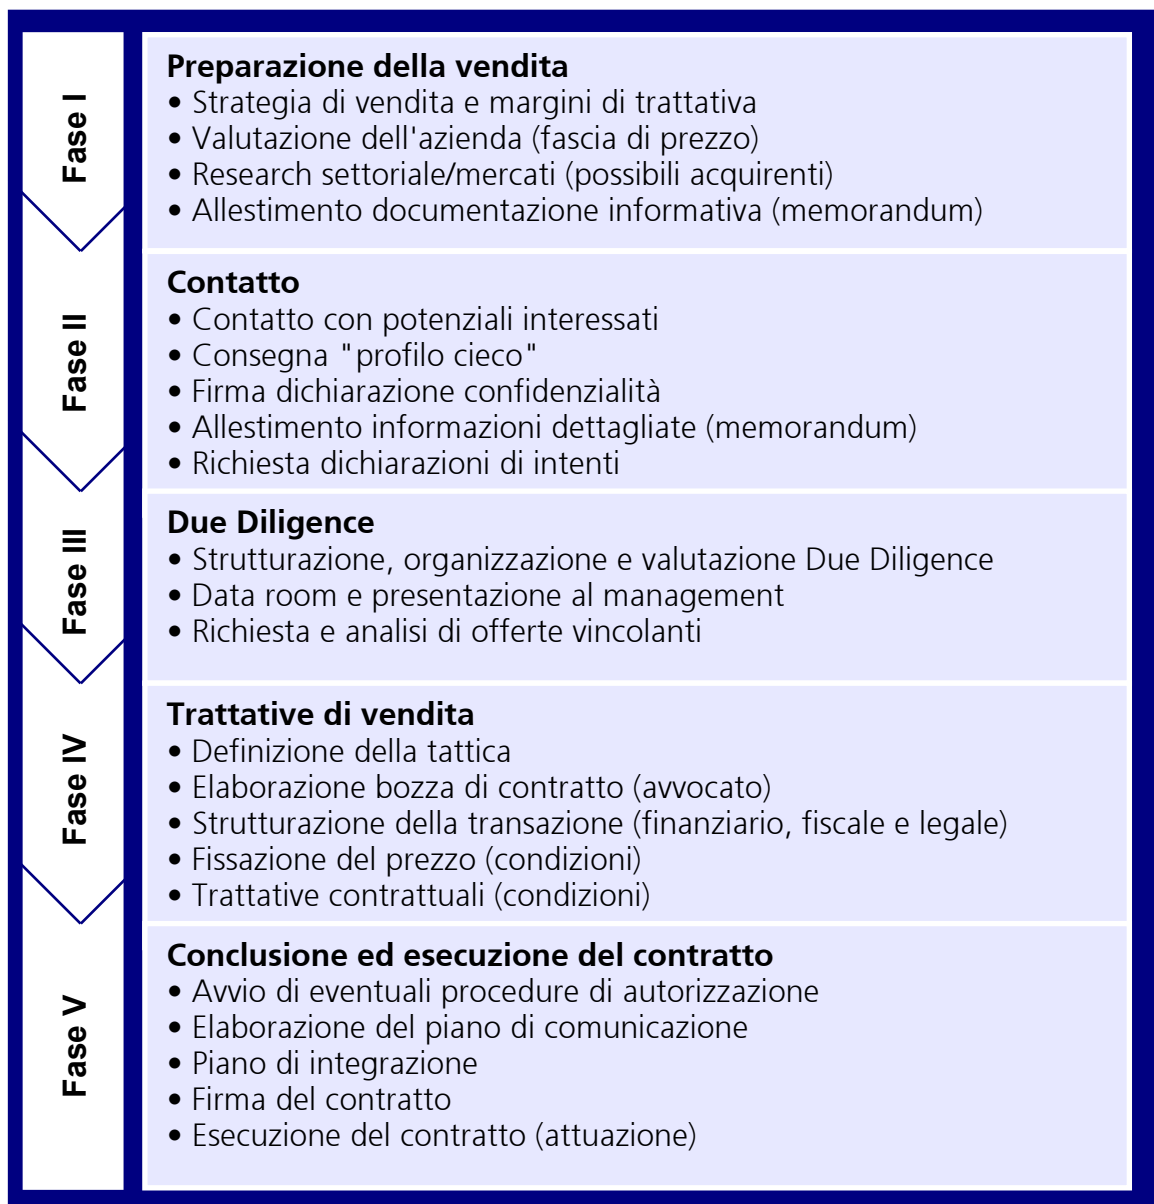 Fase I
Preparazione della vendita
• Strategia di vendita e margini di trattativa
• Valutazione dell'azienda (fascia di prezzo)
• Research settoriale/mercati (possibili acquirenti)
• Allestimento documentazione informativa (memorandum)
Fase II
Contatto
• Contatto con potenziali interessati
• Consegna "profilo cieco"
• Firma dichiarazione confidenzialità
• Allestimento informazioni dettagliate (memorandum)
• Richiesta dichiarazioni di intenti
Fase III
Due Diligence
• Strutturazione, organizzazione e valutazione Due Diligence
• Data room e presentazione al management
• Richiesta e analisi di offerte vincolanti
Fase IV
Trattative di vendita
• Definizione della tattica
• Elaborazione bozza di contratto (avvocato)
• Strutturazione della transazione (finanziario, fiscale e legale)
• Fissazione del prezzo (condizioni)
• Trattative contrattuali (condizioni)
Fase V
Conclusione ed esecuzione del contratto
• Avvio di eventuali procedure di autorizzazione
• Elaborazione del piano di comunicazione
• Piano di integrazione
• Firma del contratto
• Esecuzione del contratto (attuazione)